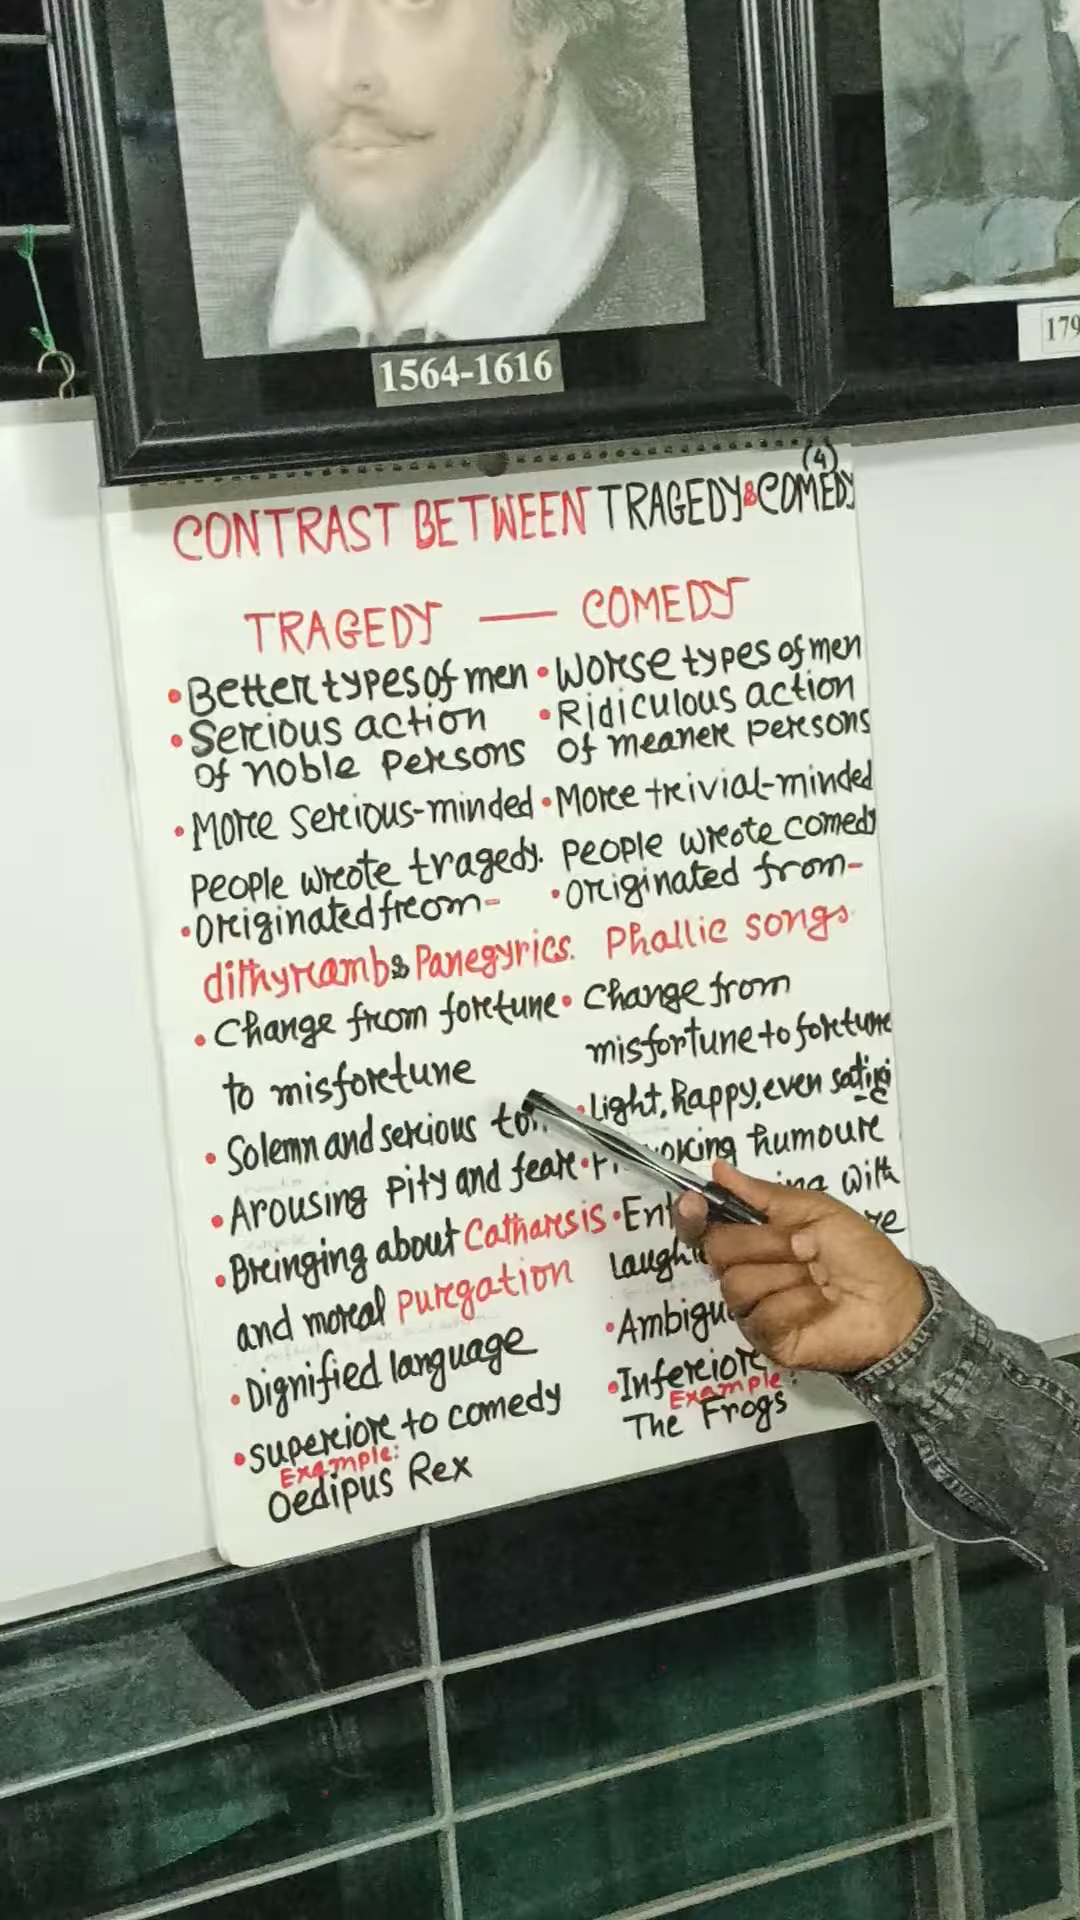 1564-1616
179
(4)
CONTRAST BETWEEN TRAGEDY & COMEDY
TRAGEDY — COMEDY
• Better types of men • Worse types of men
• Serious action • Ridiculous action
of noble persons of meaner persons
• More serious-minded • More trivial-minded
people wrote tragedy. people wrote comedy
• Originated from- • Originated from-
dithyramb & Panegyrics. Phallic songs.
• Change from fortune • Change from
to misfortune misfortune to fortune
• Solemn and serious • light, happy, even satiric
• Arousing pity and fear • humour
• Bringing about Catharsis • with
and moral purgation
• Dignified language
• superior to comedy • Inferior
Example: Example:
Oedipus Rex The Frogs